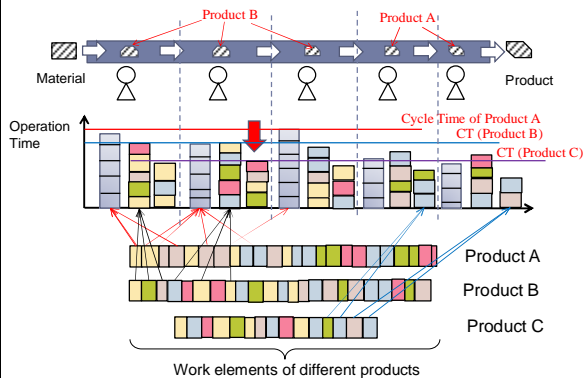 Product B
Product A
Material
Product
Operation
Time
Cycle Time of Product A
CT (Product B)
CT (Product C)
Product A
Product B
Product C
Work elements of different products